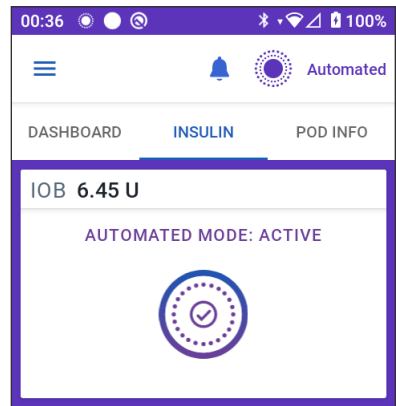 00:36 100%
Automated
DASHBOARD INSULIN POD INFO
IOB 6.45 U
AUTOMATED MODE: ACTIVE